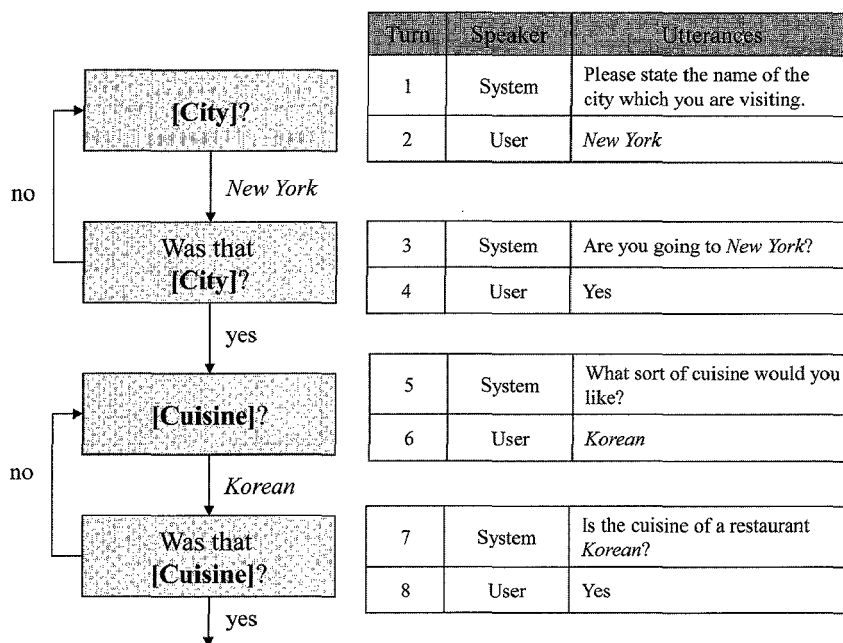 [City]?
New York
no
Was that
[City]?
yes
[Cuisine]?
no
Korean
Was that
[Cuisine]?
yes
Turn Speaker Utterances
1 System Please state the name of the
city which you are visiting.
2 User New York
3 System Are you going to New York?
4 User Yes
5 System What sort of cuisine would you
like?
6 User Korean
7 System Is the cuisine of a restaurant
Korean?
8 User Yes